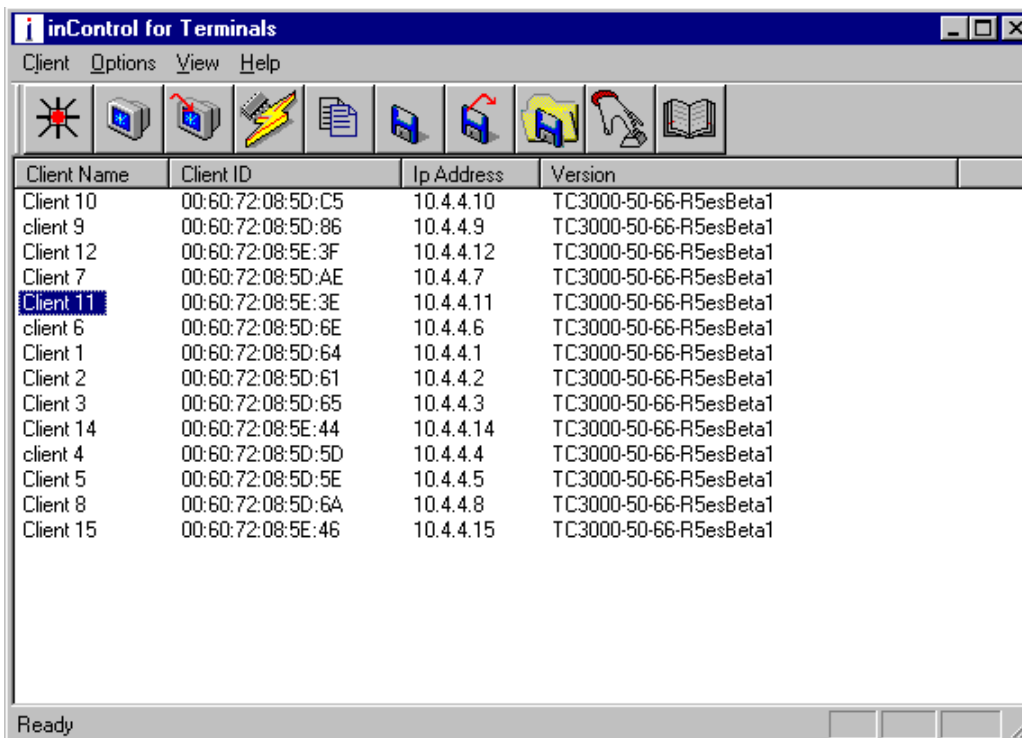 inControl for Terminals
Client Options View Help
Client Name Client ID Ip Address Version
Client 10 00:60:72:08:5D:C5 10.4.4.10 TC3000-50-66-R5esBeta1
client 9 00:60:72:08:5D:86 10.4.4.9 TC3000-50-66-R5esBeta1
Client 12 00:60:72:08:5E:3F 10.4.4.12 TC3000-50-66-R5esBeta1
Client 7 00:60:72:08:5D:AE 10.4.4.7 TC3000-50-66-R5esBeta1
Client 11 00:60:72:08:5E:3E 10.4.4.11 TC3000-50-66-R5esBeta1
client 6 00:60:72:08:5D:6E 10.4.4.6 TC3000-50-66-R5esBeta1
Client 1 00:60:72:08:5D:64 10.4.4.1 TC3000-50-66-R5esBeta1
Client 2 00:60:72:08:5D:61 10.4.4.2 TC3000-50-66-R5esBeta1
Client 3 00:60:72:08:5D:65 10.4.4.3 TC3000-50-66-R5esBeta1
Client 14 00:60:72:08:5E:44 10.4.4.14 TC3000-50-66-R5esBeta1
client 4 00:60:72:08:5D:5D 10.4.4.4 TC3000-50-66-R5esBeta1
Client 5 00:60:72:08:5D:5E 10.4.4.5 TC3000-50-66-R5esBeta1
Client 8 00:60:72:08:5D:6A 10.4.4.8 TC3000-50-66-R5esBeta1
Client 15 00:60:72:08:5E:46 10.4.4.15 TC3000-50-66-R5esBeta1
Ready